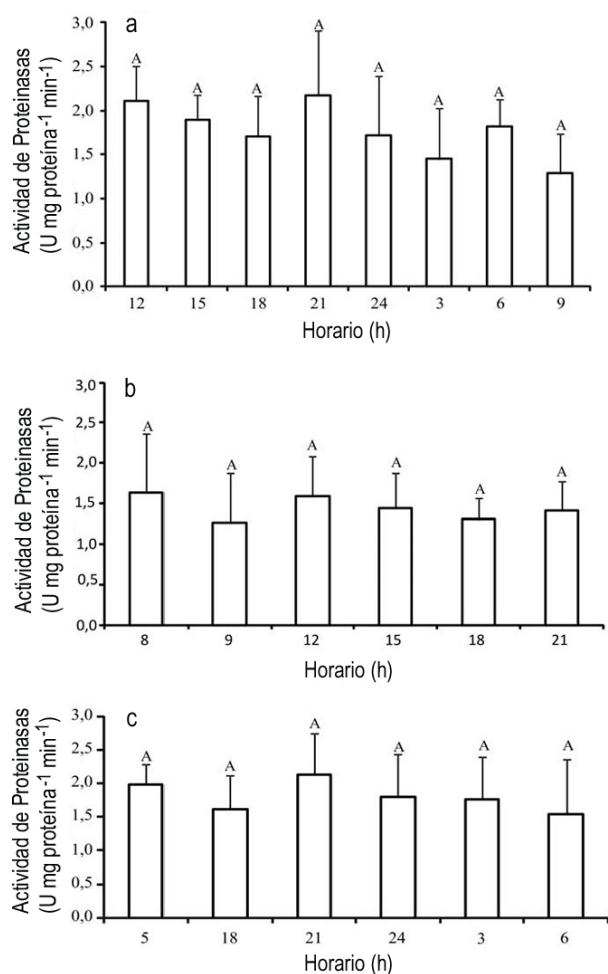 a
Actividad de Proteinasas
(U mg proteína-1 min-1)
3,0
2,5
2,0
1,5
1,0
0,5
0,0
A A A A A A A A
12 15 18 21 24 3 6 9
Horario (h)
b
Actividad de Proteinasas
(U mg proteína-1 min-1)
3,0
2,5
2,0
1,5
1,0
0,5
0,0
A A A A A A
8 9 12 15 18 21
Horario (h)
c
Actividad de Proteinasas
(U mg proteína-1 min-1)
3,0
2,5
2,0
1,5
1,0
0,5
0,0
A A A A A A
5 18 21 24 3 6
Horario (h)